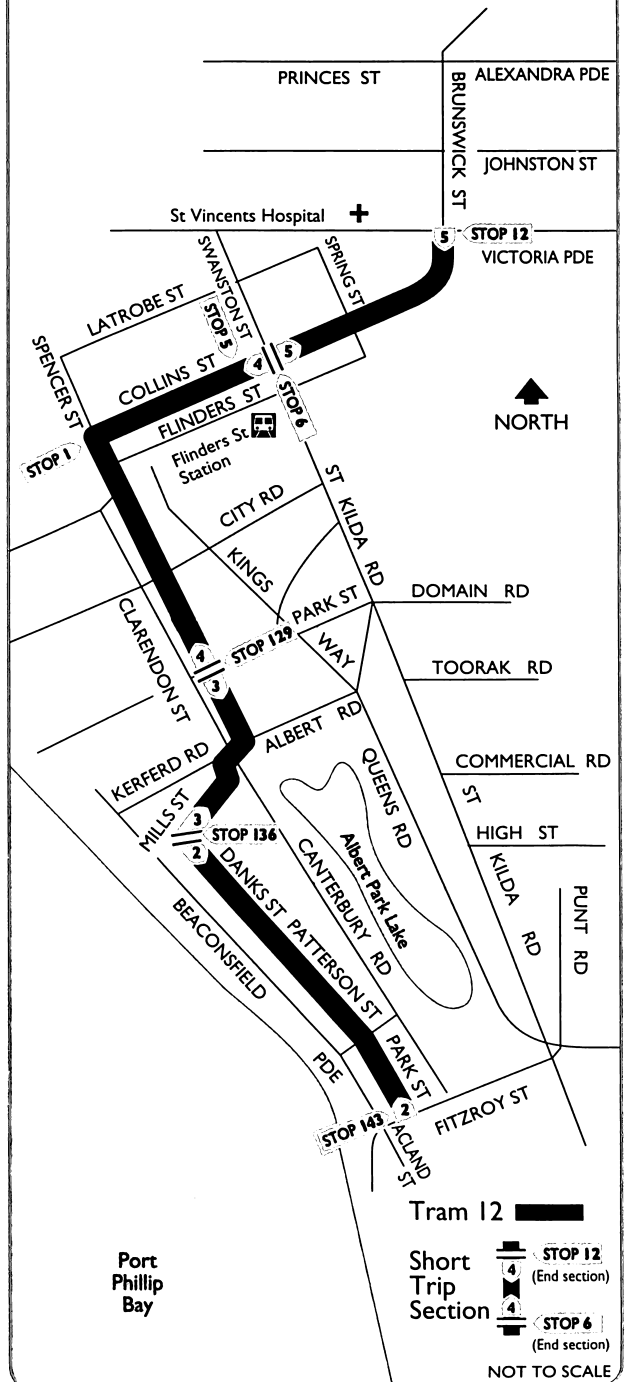 PRINCES ST
ALEXANDRA PDE
BRUNSWICK ST
JOHNSTON ST
St Vincents Hospital
5
STOP 12
VICTORIA PDE
SWANSTON ST
SPRING ST
LATROBE ST
STOP 5
SPENCER ST
COLLINS ST
4
5
FLINDERS ST
STOP 6
Flinders St
Station
NORTH
STOP 1
CITY RD
ST KILDA RD
KINGS
WAY
PARK ST
DOMAIN RD
CLARENDON ST
4
3
STOP 129
TOORAK RD
ALBERT RD
KERFERD RD
QUEENS RD
COMMERCIAL RD
MILLS ST
3
2
STOP 136
HIGH ST
ST KILDA RD
Albert Park Lake
CANTERBURY RD
DANKS ST
PATTERSON ST
PUNT RD
BEACONSFIELD
PDE
PARK ST
2
STOP 143
FITZROY ST
ACLAND
ST
Port
Phillip
Bay
Tram 12
Short
Trip
Section
STOP 12
(End section)
4
4
STOP 6
(End section)
NOT TO SCALE